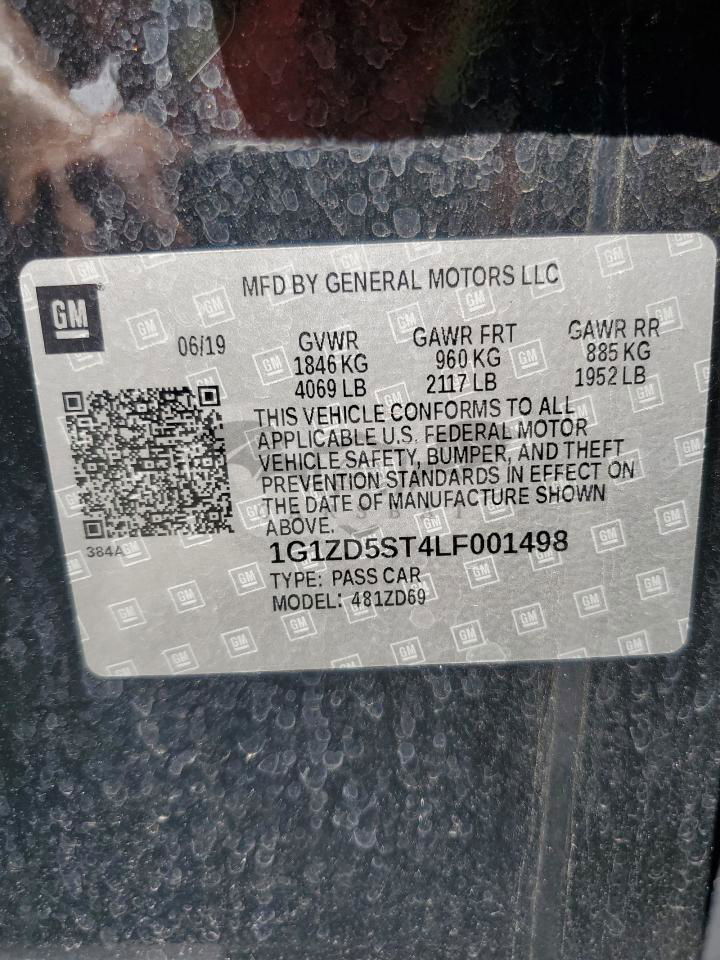 MFD BY GENERAL MOTORS LLC
GM
®
06/19
GVWR
1846 KG
4069 LB
GAWR FRT
960 KG
2117 LB
GAWR RR
885 KG
1952 LB
THIS VEHICLE CONFORMS TO ALL
APPLICABLE U.S. FEDERAL MOTOR
VEHICLE SAFETY, BUMPER, AND THEFT
PREVENTION STANDARDS IN EFFECT ON
THE DATE OF MANUFACTURE SHOWN
ABOVE.
384A
1G1ZD5ST4LF001498
TYPE: PASS CAR
MODEL: 481ZD69